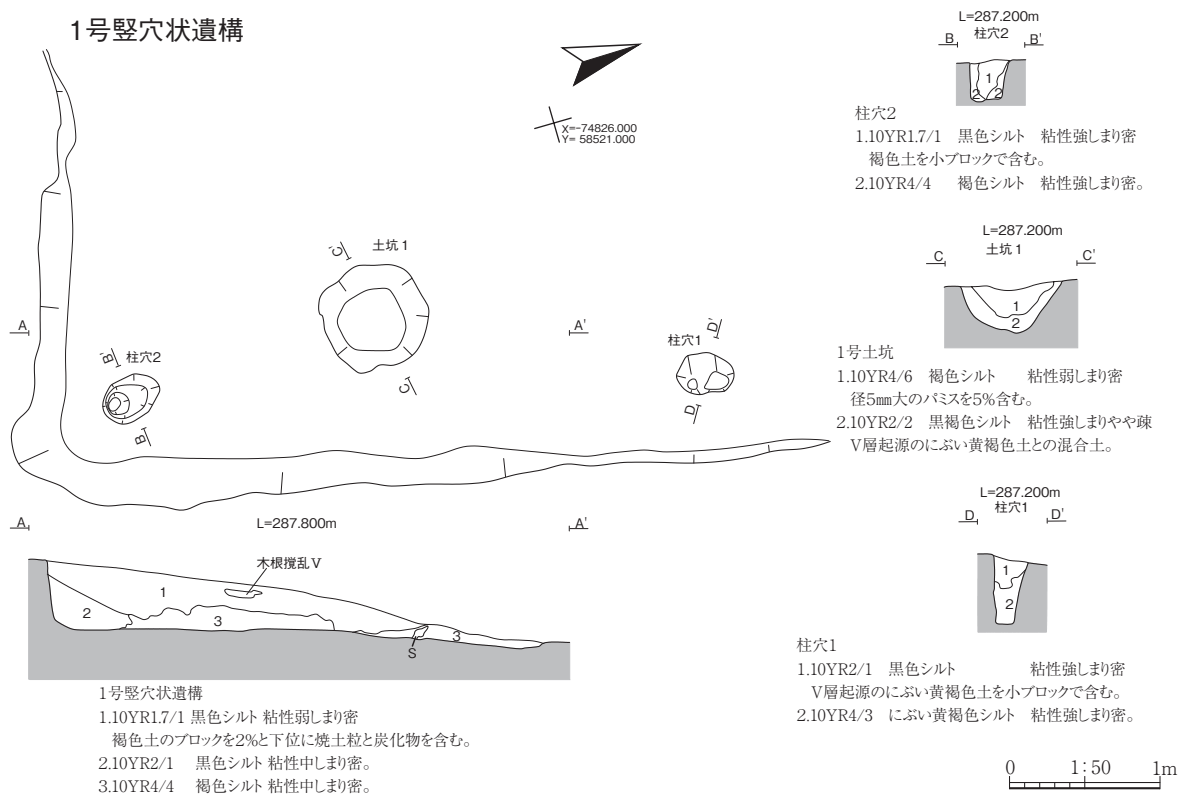 1号竪穴状遺構
X=-74826.000
Y= 58521.000
土坑1
C'
C
A
A'
柱穴2
B'
B
柱穴1
D'
D
A
L=287.800m
A'
木根撹乱V
1
2
3
3
S
1号竪穴状遺構
1.10YR1.7/1 黒色シルト 粘性弱しまり密
褐色土のブロックを2%と下位に焼土粒と炭化物を含む。
2.10YR2/1 黒色シルト 粘性中しまり密。
3.10YR4/4 褐色シルト 粘性中しまり密。
L=287.200m
柱穴2
B
B'
1
2
2
柱穴2
1.10YR1.7/1 黒色シルト 粘性強しまり密
褐色土を小ブロックで含む。
2.10YR4/4 褐色シルト 粘性強しまり密。
L=287.200m
土坑1
C
C'
1
2
1号土坑
1.10YR4/6 褐色シルト 粘性弱しまり密
径5㎜大のパミスを5%含む。
2.10YR2/2 黒褐色シルト 粘性強しまりやや疎
V層起源のにぶい黄褐色土との混合土。
L=287.200m
柱穴1
D
D'
1
2
柱穴1
1.10YR2/1 黒色シルト 粘性強しまり密
V層起源のにぶい黄褐色土を小ブロックで含む。
2.10YR4/3 にぶい黄褐色シルト 粘性強しまり密。
0 1:50 1m